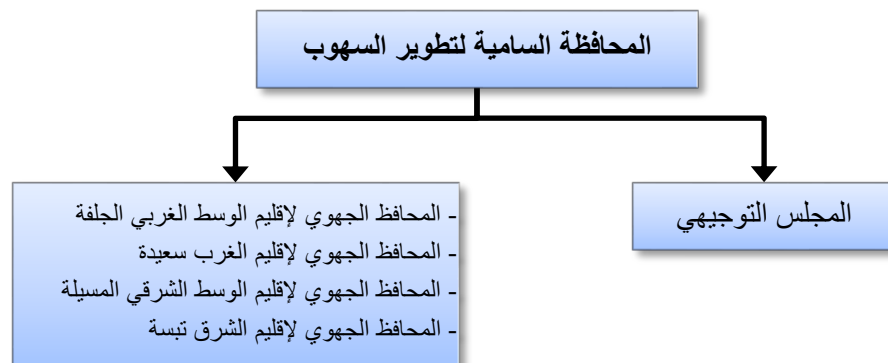 المحافظة السامية لتطوير السهوب
المجلس التوجيهي
- المحافظ الجهوي لإقليم الوسط الغربي الجلفة
- المحافظ الجهوي لإقليم الغرب سعيدة
- المحافظ الجهوي لإقليم الوسط الشرقي المسيلة
- المحافظ الجهوي لإقليم الشرق تبسة